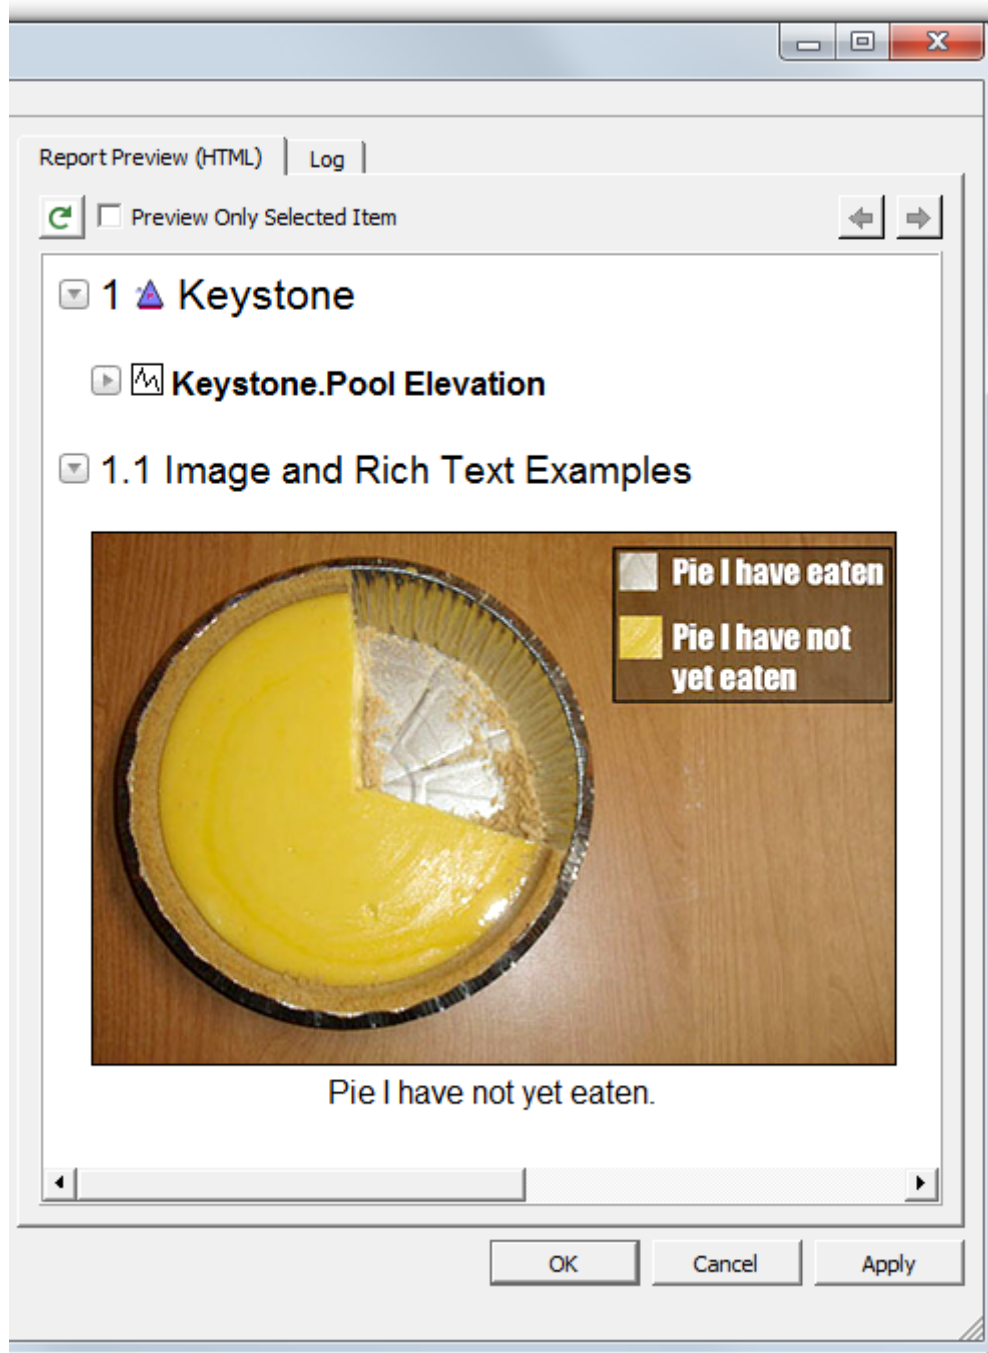 Report Preview (HTML)
Log
Preview Only Selected Item
1 Keystone
Keystone.Pool Elevation
1.1 Image and Rich Text Examples
Pie I have eaten
Pie I have not
yet eaten
Pie I have not yet eaten.
OK
Cancel
Apply